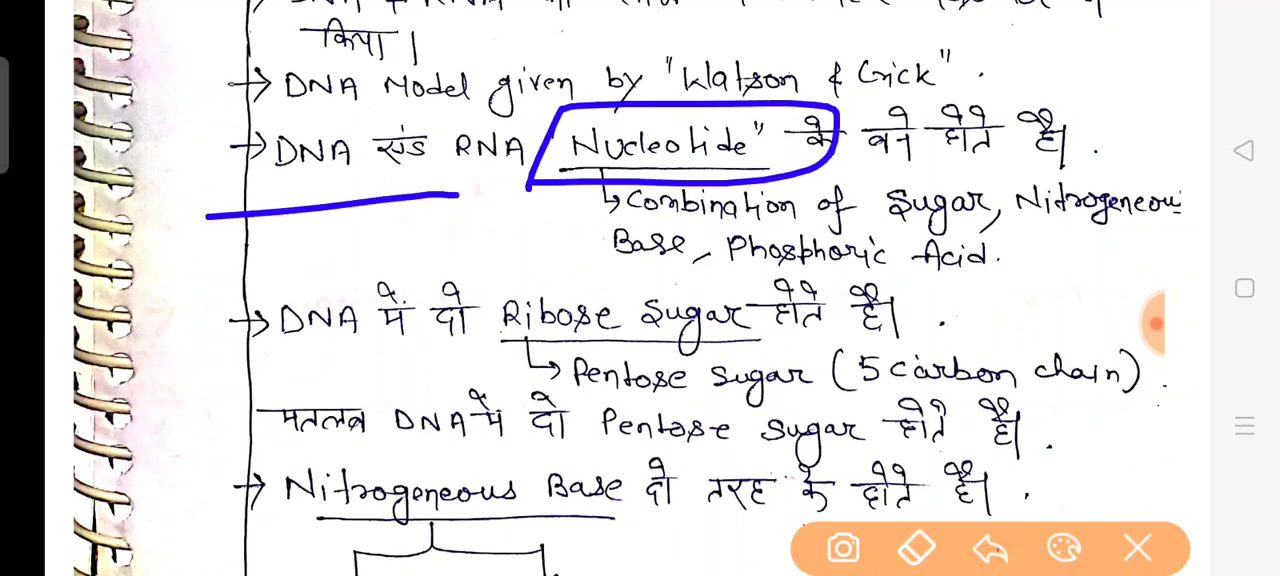 किया।
→ DNA Model given by "Watson & Crick".
→ DNA एंड RNA "Nucleotide" के बने होते है।.
↳ Combination of Sugar, Nitrogeneou
Base, Phosphoric Acid.
→ DNA में दो Ribose Sugar होते है।.
↳ Pentose Sugar (5 carbon chain).
मतलब DNA में दो Pentose Sugar होते है।.
→ Nitrogeneous Base दो तरह के होते है।.